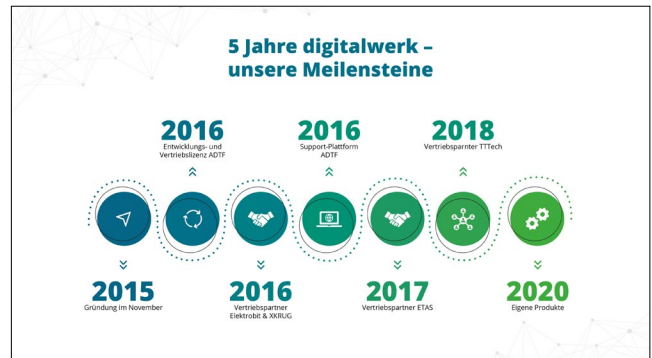 5 Jahre digitalwerk –
unsere Meilensteine
2016
Entwicklungs- und
Vertriebslizenz ADTF
2016
Support-Plattform
ADTF
2018
Vertriebsparnter TTTech
2015
Gründung im November
2016
Vertriebspartner
Elektrobit & XKRUG
2017
Vertriebspartner ETAS
2020
Eigene Produkte